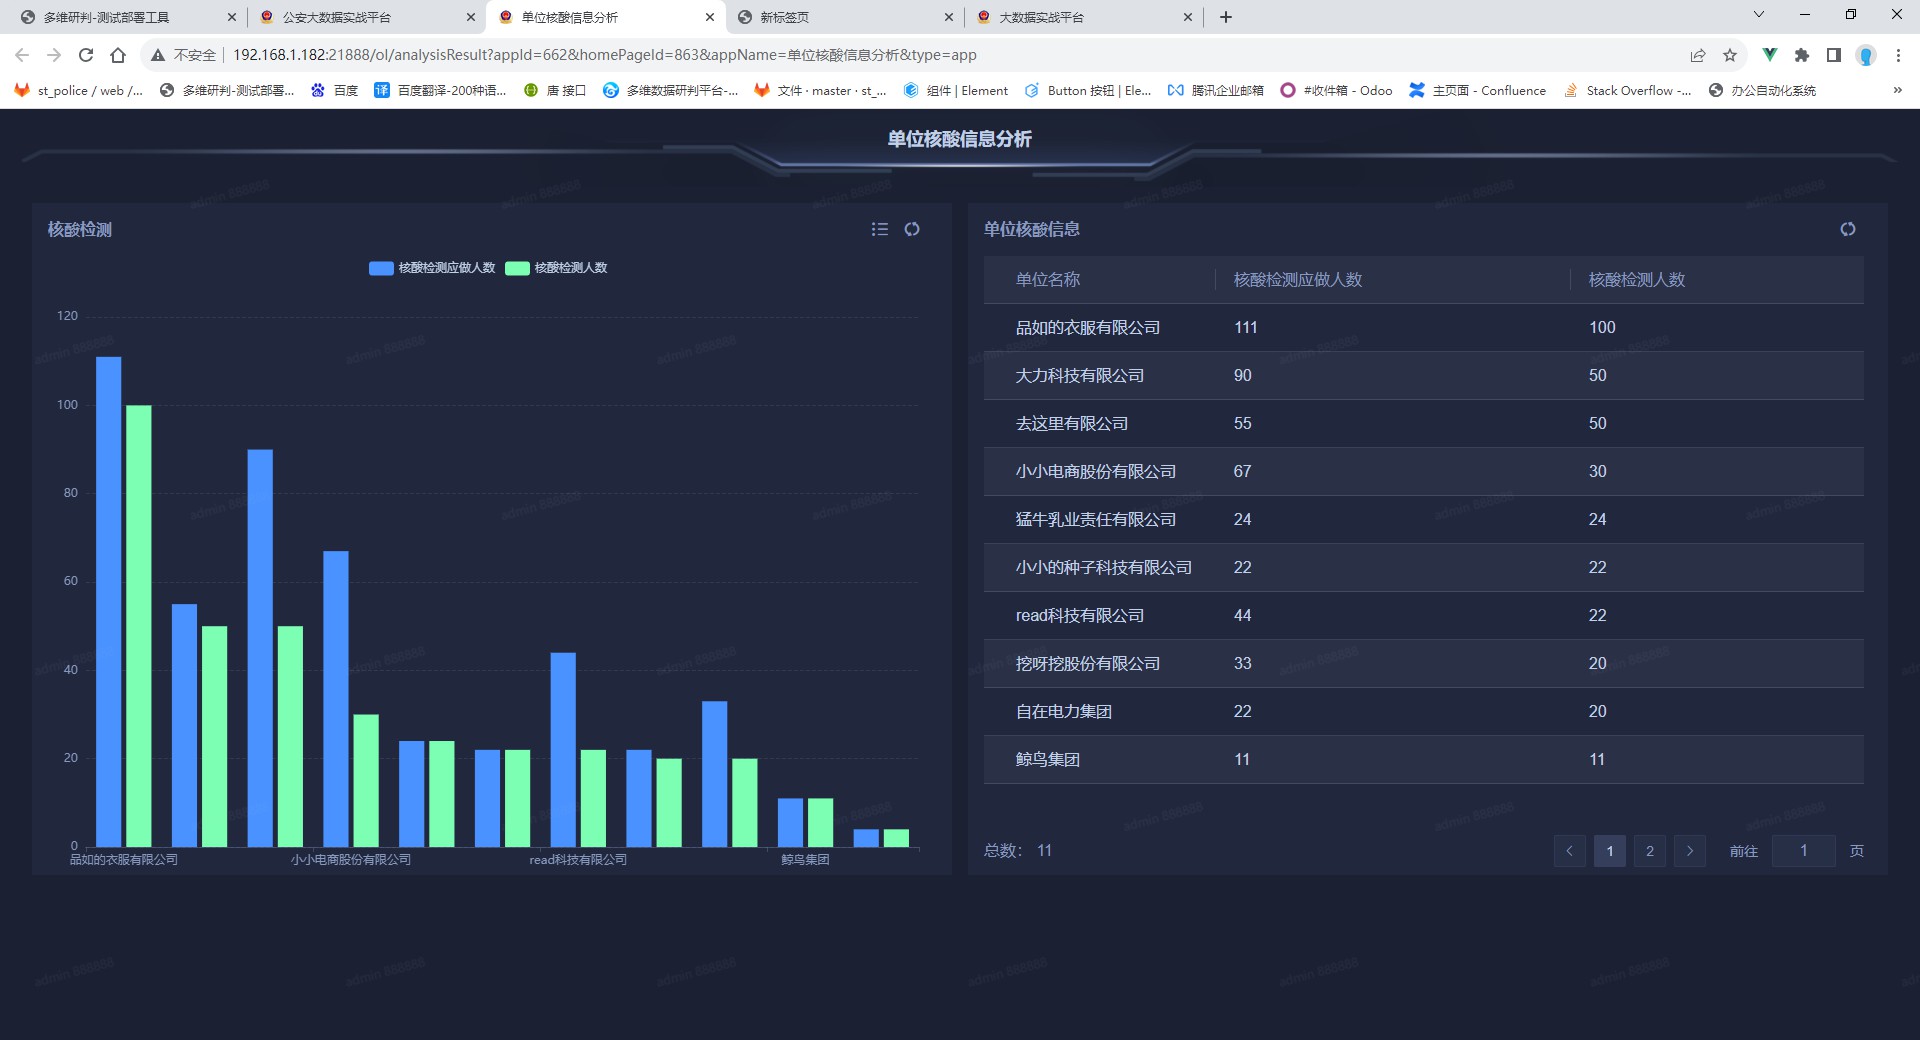 多维研判-测试部署工具
公安大数据实战平台
单位核酸信息分析
新标签页
大数据实战平台
不安全
192.168.1.182:21888/ol/analysisResult?appId=662&homePageId=863&appName=单位核酸信息分析&type=app
st_police / web /...
多维研判-测试部署...
百度
译
百度翻译-200种语...
唐 接口
多维数据研判平台-...
文件 · master · st_...
组件 | Element
Button 按钮 | Ele...
腾讯企业邮箱
#收件箱 - Odoo
主页面 - Confluence
Stack Overflow -...
办公自动化系统
»
单位核酸信息分析
核酸检测
核酸检测应做人数 核酸检测人数
120
100
80
60
40
20
0
品如的衣服有限公司 小小电商股份有限公司 read科技有限公司 鲸鸟集团
单位核酸信息
单位名称 核酸检测应做人数 核酸检测人数
品如的衣服有限公司 111 100
大力科技有限公司 90 50
去这里有限公司 55 50
小小电商股份有限公司 67 30
猛牛乳业责任有限公司 24 24
小小的种子科技有限公司 22 22
read科技有限公司 44 22
挖呀挖股份有限公司 33 20
自在电力集团 22 20
鲸鸟集团 11 11
总数： 11
1 2 前往 1 页
admin 888888